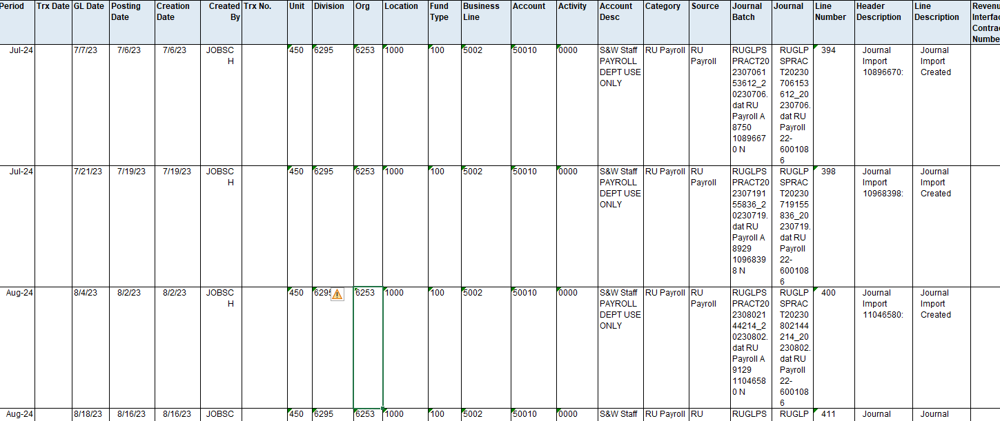 Period Trx Date GL Date Posting Date Creation Date Created By Trx No. Unit Division Org Location Fund Type Business Line Account Activity Account Desc Category Source Journal Batch Journal Line Number Header Description Line Description Revenu Interfac Contrac Numbe
Jul-24 7/7/23 7/6/23 7/6/23 JOBSC H 450 6295 6253 1000 100 5002 50010 0000 S&W Staff PAYROLL DEPT USE ONLY RU Payroll RU Payroll RUGLPS PRACT20 2307061 53612_2 0230706. dat RU Payroll A 8750 1089667 0 N RUGLP SPRAC T20230 706153 612_20 230706. dat RU Payroll 22- 600108 6 394 Journal Import 10896670: Journal Import Created
Jul-24 7/21/23 7/19/23 7/19/23 JOBSC H 450 6295 6253 1000 100 5002 50010 0000 S&W Staff PAYROLL DEPT USE ONLY RU Payroll RU Payroll RUGLPS PRACT20 2307191 55836_2 0230719. dat RU Payroll A 8929 1096839 8 N RUGLP SPRAC T20230 719155 836_20 230719. dat RU Payroll 22- 600108 6 398 Journal Import 10968398: Journal Import Created
Aug-24 8/4/23 8/2/23 8/2/23 JOBSC H 450 6295 6253 1000 100 5002 50010 0000 S&W Staff PAYROLL DEPT USE ONLY RU Payroll RU Payroll RUGLPS PRACT20 2308021 44214_2 0230802. dat RU Payroll A 9129 1104658 0 N RUGLP SPRAC T20230 802144 214_20 230802. dat RU Payroll 22- 600108 6 400 Journal Import 11046580: Journal Import Created
Aug-24 8/18/23 8/16/23 8/16/23 JOBSC 450 6295 6253 1000 100 5002 50010 0000 S&W Staff RU Payroll RU RUGLPS RUGLP 411 Journal Journal